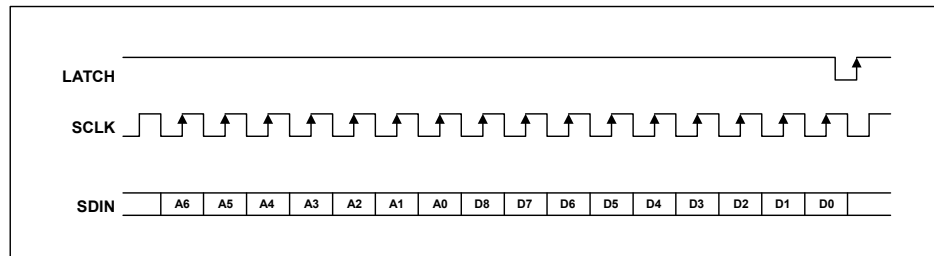 LATCH
SCLK
SDIN A6 A5 A4 A3 A2 A1 A0 D8 D7 D6 D5 D4 D3 D2 D1 D0